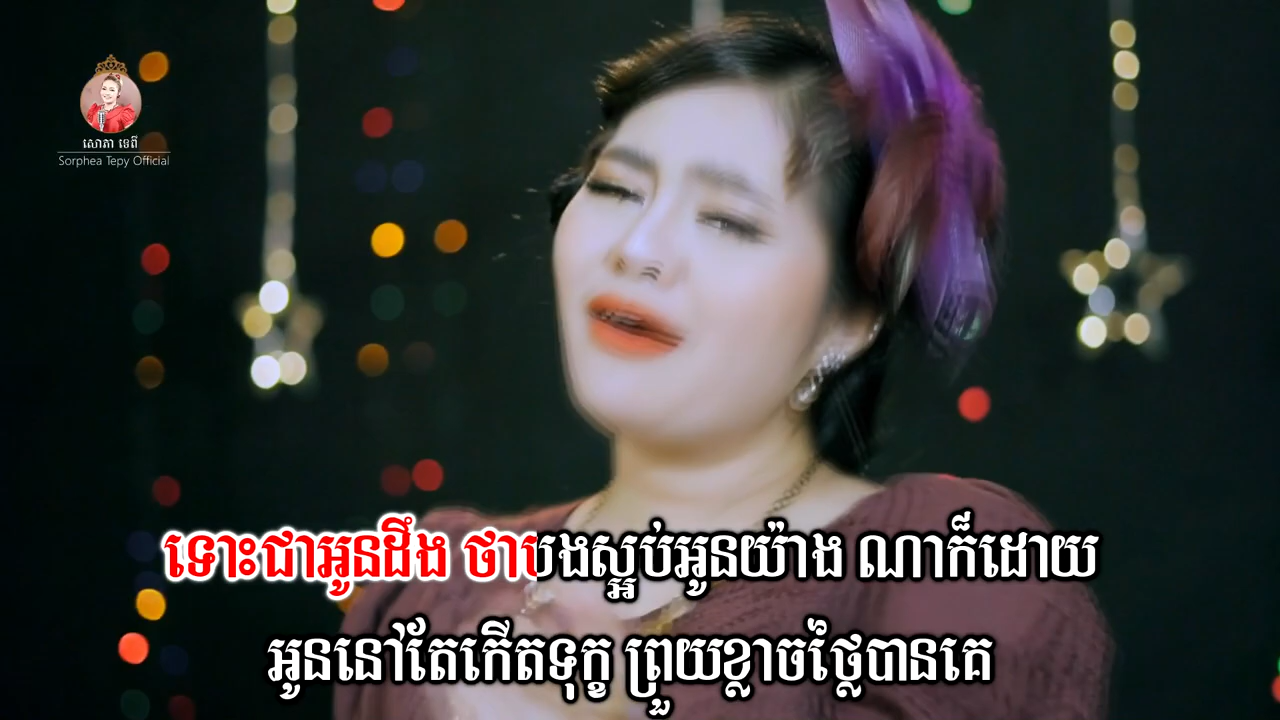 សោភា ទេពី
Sorphea Tepy Official
ទោះជាអូនដឹង ថាបងស្អប់អូនយ៉ាង ណាក៏ដោយ
អូននៅតែកើតទុក្ខ ព្រួយខ្លាចថ្លៃបានគេ